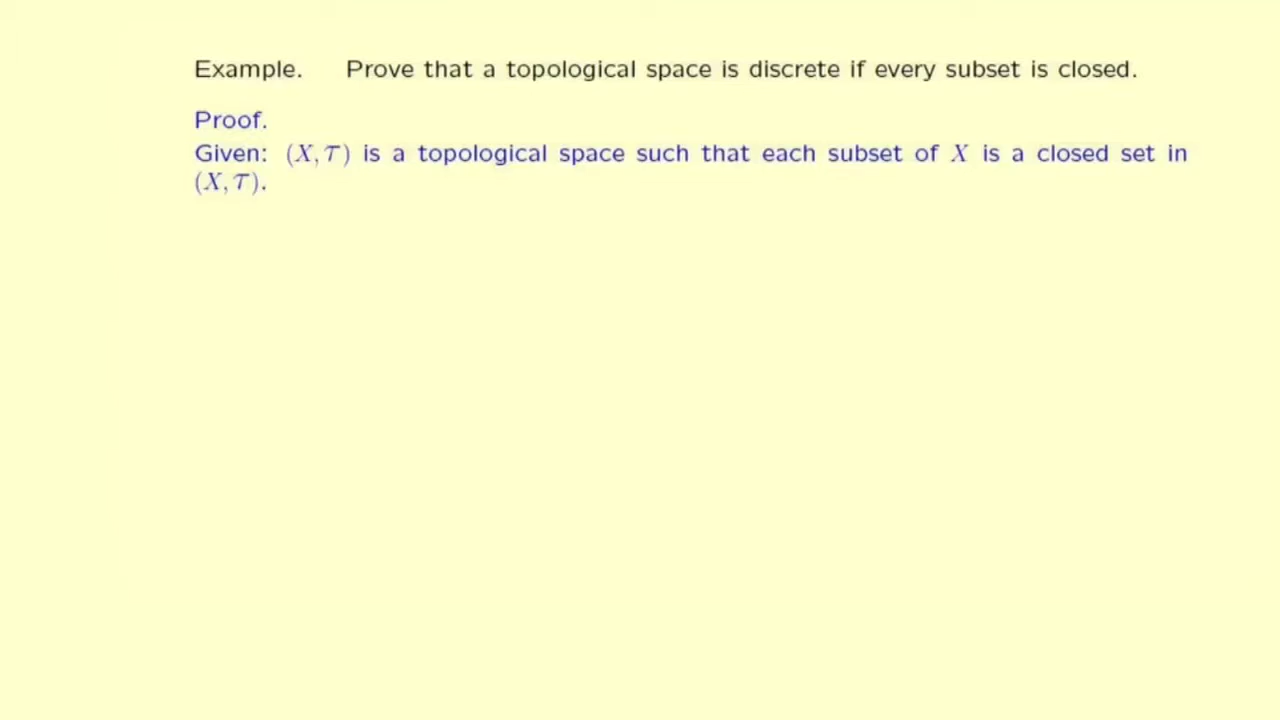 Example. Prove that a topological space is discrete if every subset is closed.
Proof.
Given: (X, τ) is a topological space such that each subset of X is a closed set in
(X, τ).